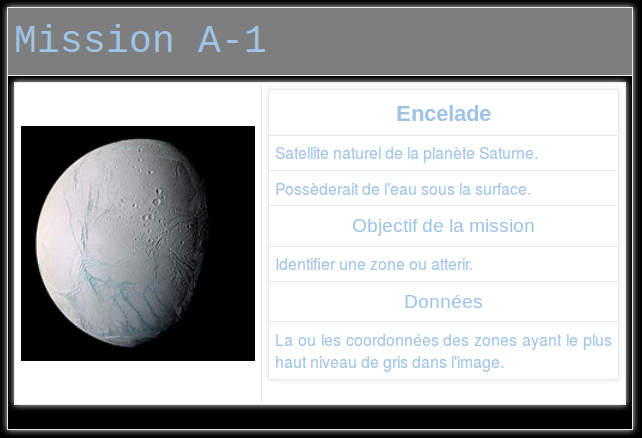 Mission A-1
Encelade
Satellite naturel de la planète Saturne.
Possèderait de l'eau sous la surface.
Objectif de la mission
Identifier une zone ou atterir.
Données
La ou les coordonnées des zones ayant le plus
haut niveau de gris dans l'image.